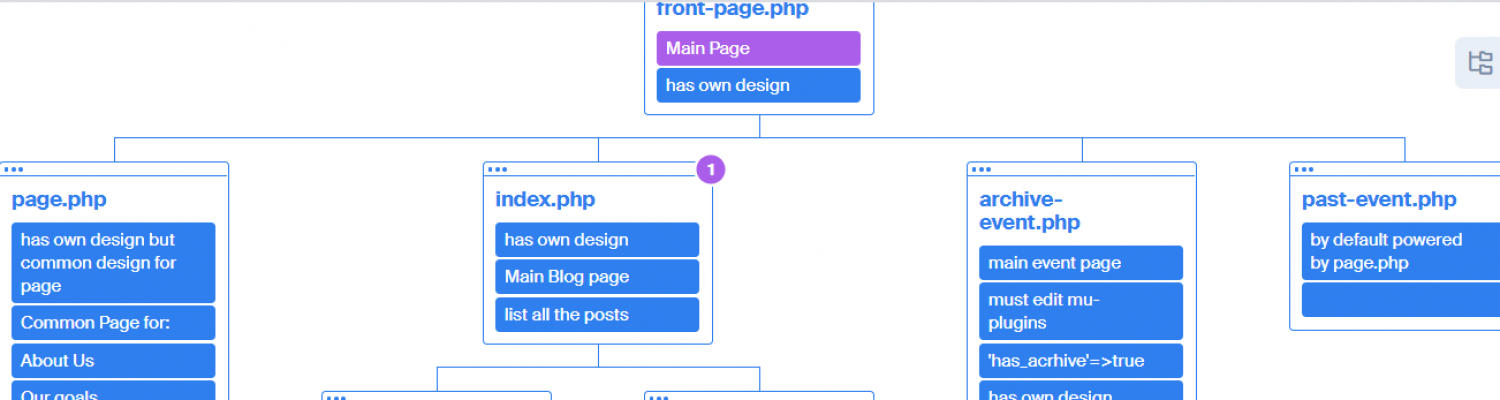 front-page.php
Main Page
has own design
1
page.php
has own design but
common design for
page
Common Page for:
About Us
Our goals
index.php
has own design
Main Blog page
list all the posts
archive-
event.php
main event page
must edit mu-
plugins
'has_acrhive'=>true
has own design
past-event.php
by default powered
by page.php